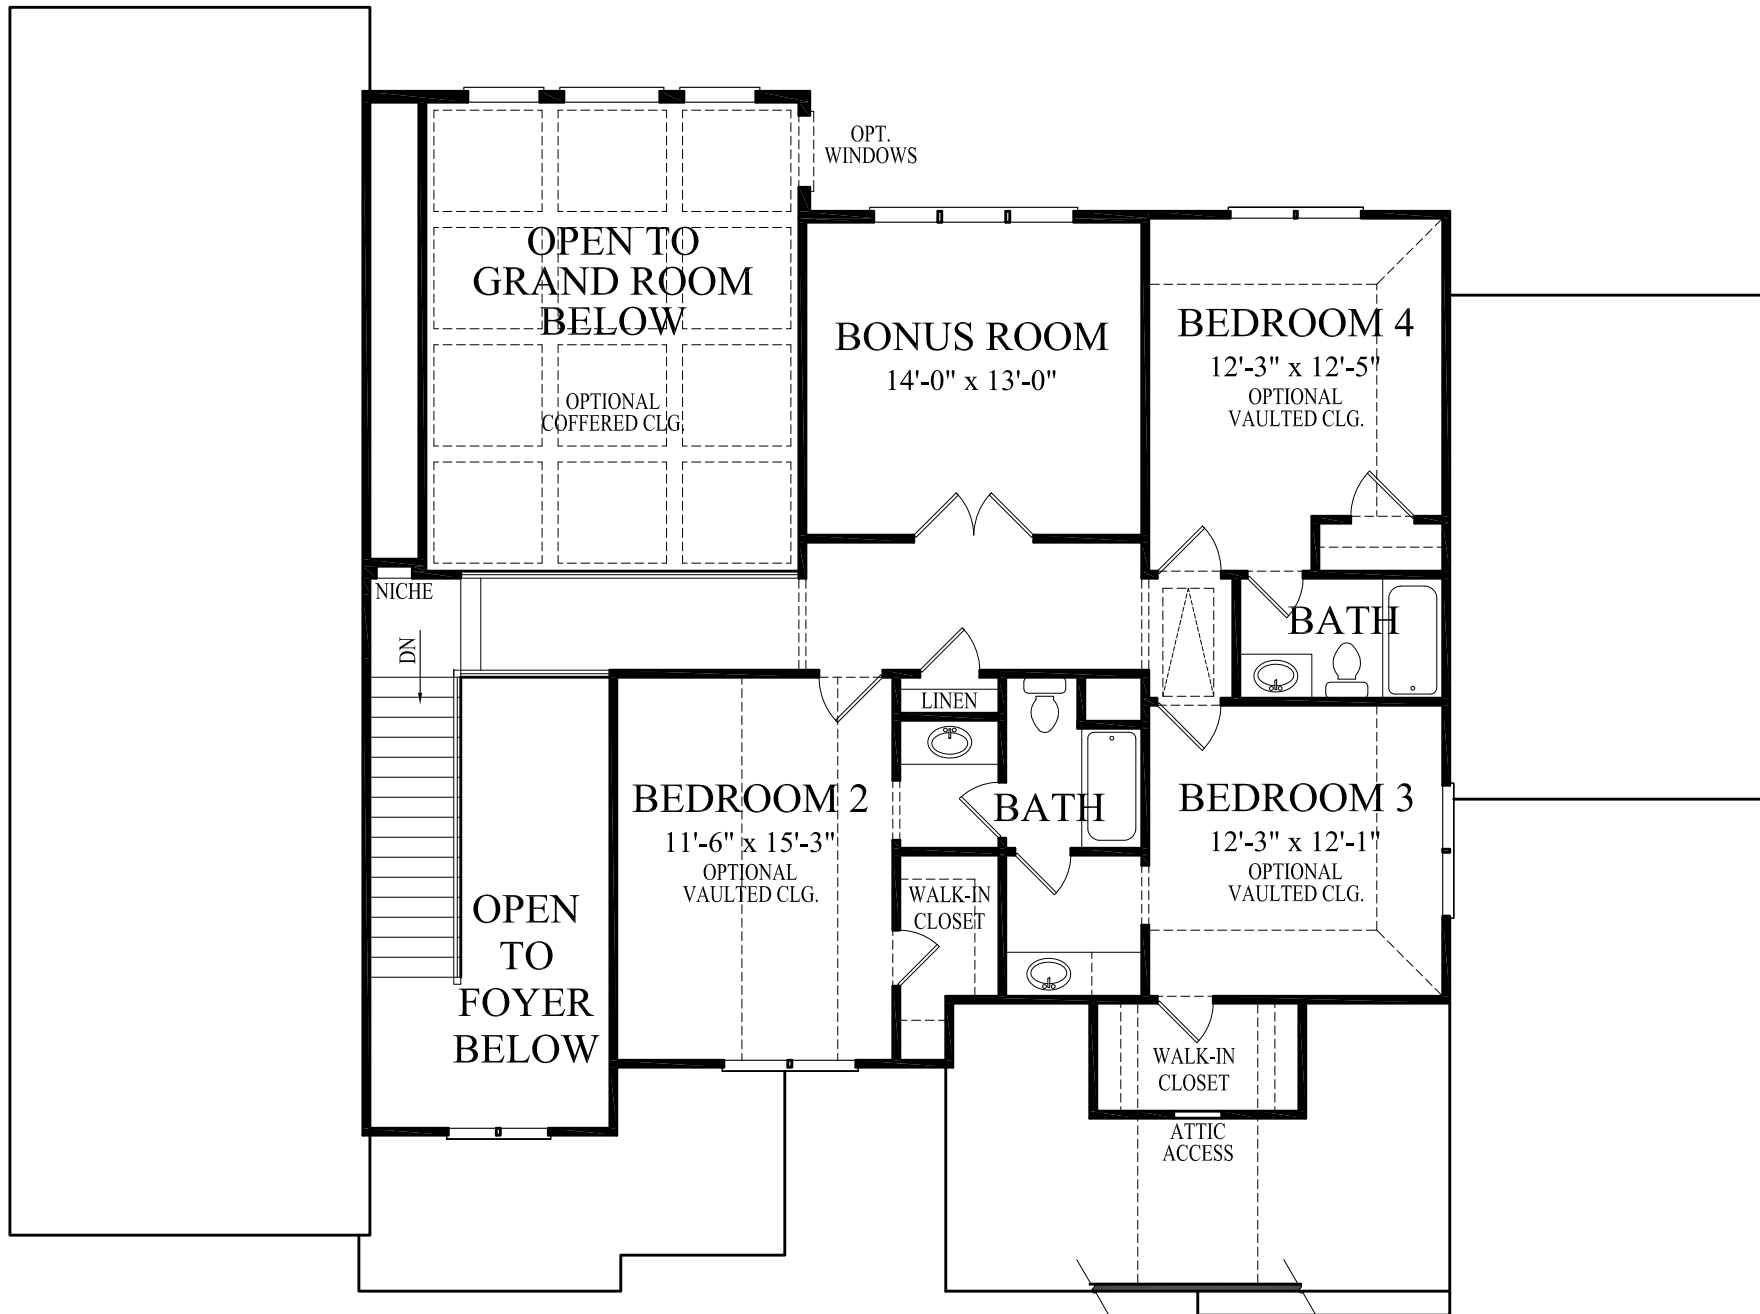 OPT.
WINDOWS
OPEN TO
GRAND ROOM
BELOW
OPTIONAL
COFFERED CLG.
BONUS ROOM
14'-0" x 13'-0"
BEDROOM 4
12'-3" x 12'-5"
OPTIONAL
VAULTED CLG.
NICHE
DN
BATH
LINEN
BEDROOM 2
11'-6" x 15'-3"
OPTIONAL
VAULTED CLG.
BATH
BEDROOM 3
12'-3" x 12'-1"
OPTIONAL
VAULTED CLG.
WALK-IN
CLOSET
OPEN
TO
FOYER
BELOW
WALK-IN
CLOSET
ATTIC
ACCESS